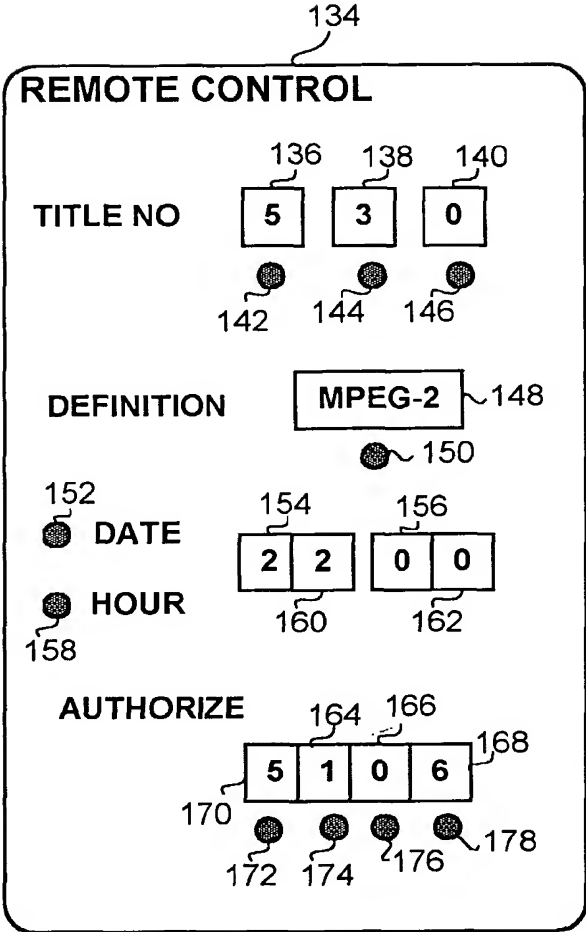 134
REMOTE CONTROL
136 138 140
TITLE NO 5 3 0
142 144 146
DEFINITION MPEG-2 148
150
152 154 156
DATE 2 2 0 0
HOUR 160 162
158
AUTHORIZE 164 166
5 1 0 6 168
170
172 174 176 178